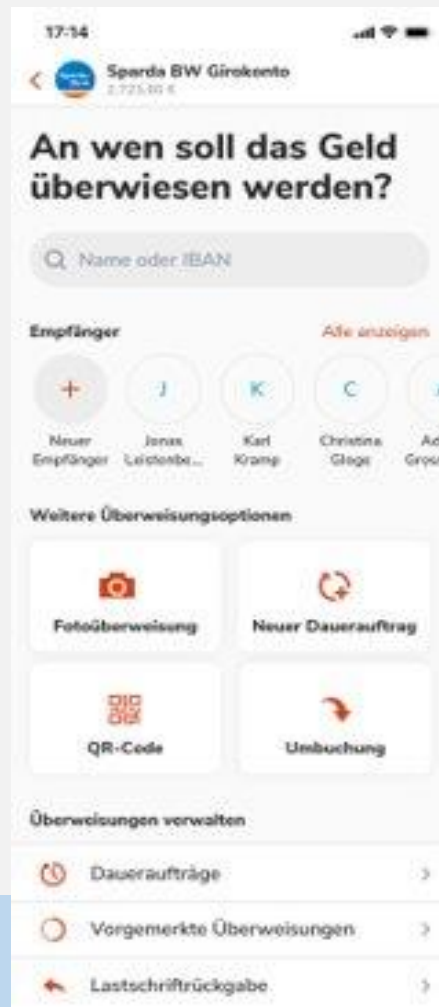 17:14
Sparda BW Girokonto
An wen soll das Geld
überwiesen werden?
Name oder IBAN
Empfänger
Alle anzeigen
J
K
C
Neuer
Empfänger
Jonas
Karl
Kramp
Christina
Weitere Überweisungsoptionen
Fotoüberweisung
Neuer Dauerauftrag
QR-Code
Umbuchung
Überweisungen verwalten
Daueraufträge
Vorgemerkte Überweisungen
Lastschriftrückgabe